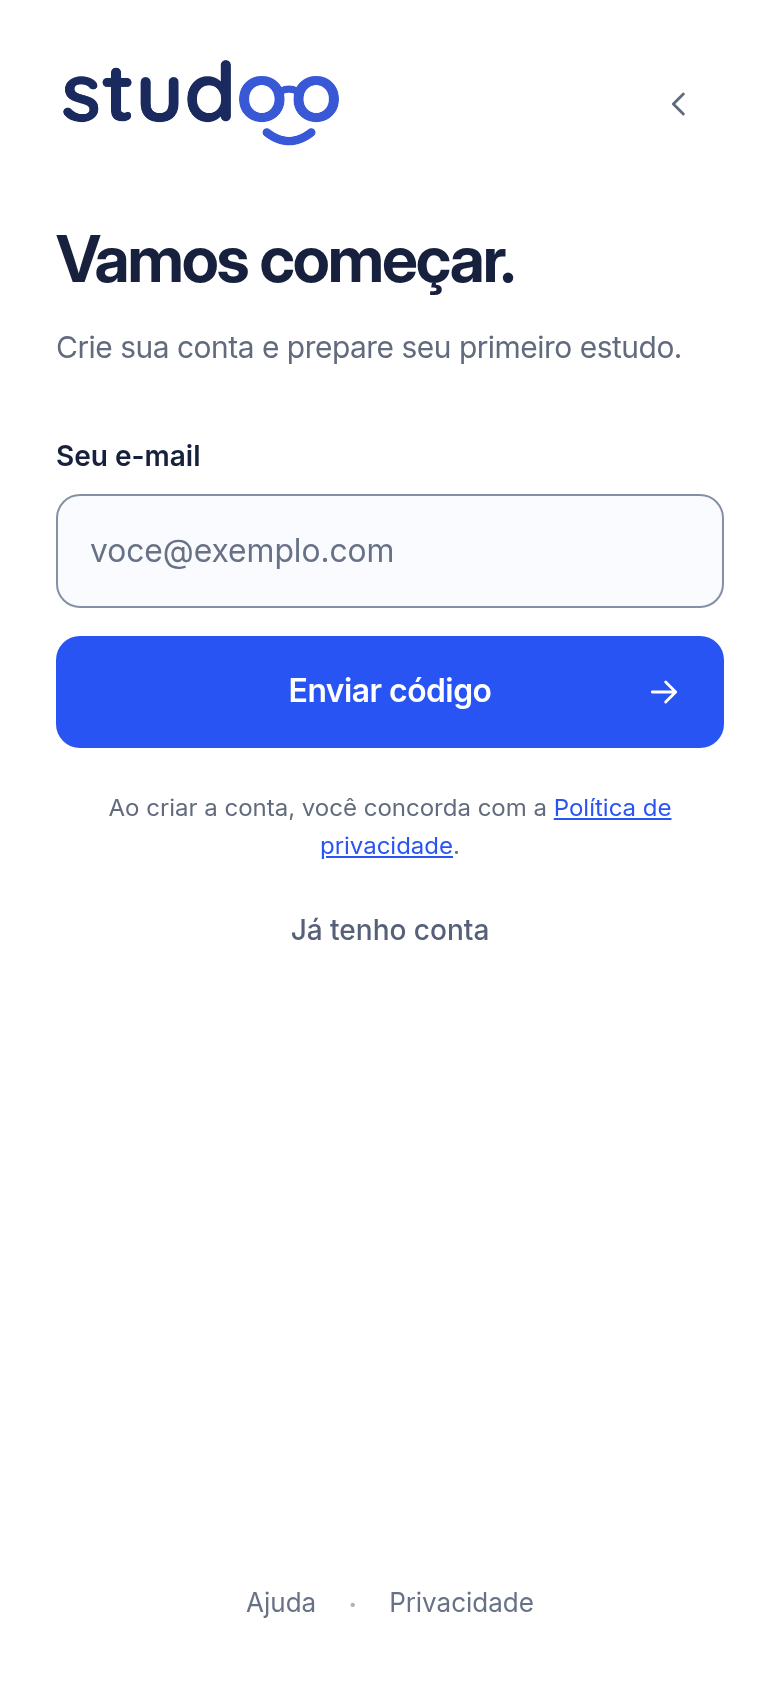 studoo
Vamos começar.
Crie sua conta e prepare seu primeiro estudo.
Seu e-mail
voce@exemplo.com
Enviar código
Ao criar a conta, você concorda com a Política de
privacidade.
Já tenho conta
Ajuda · Privacidade